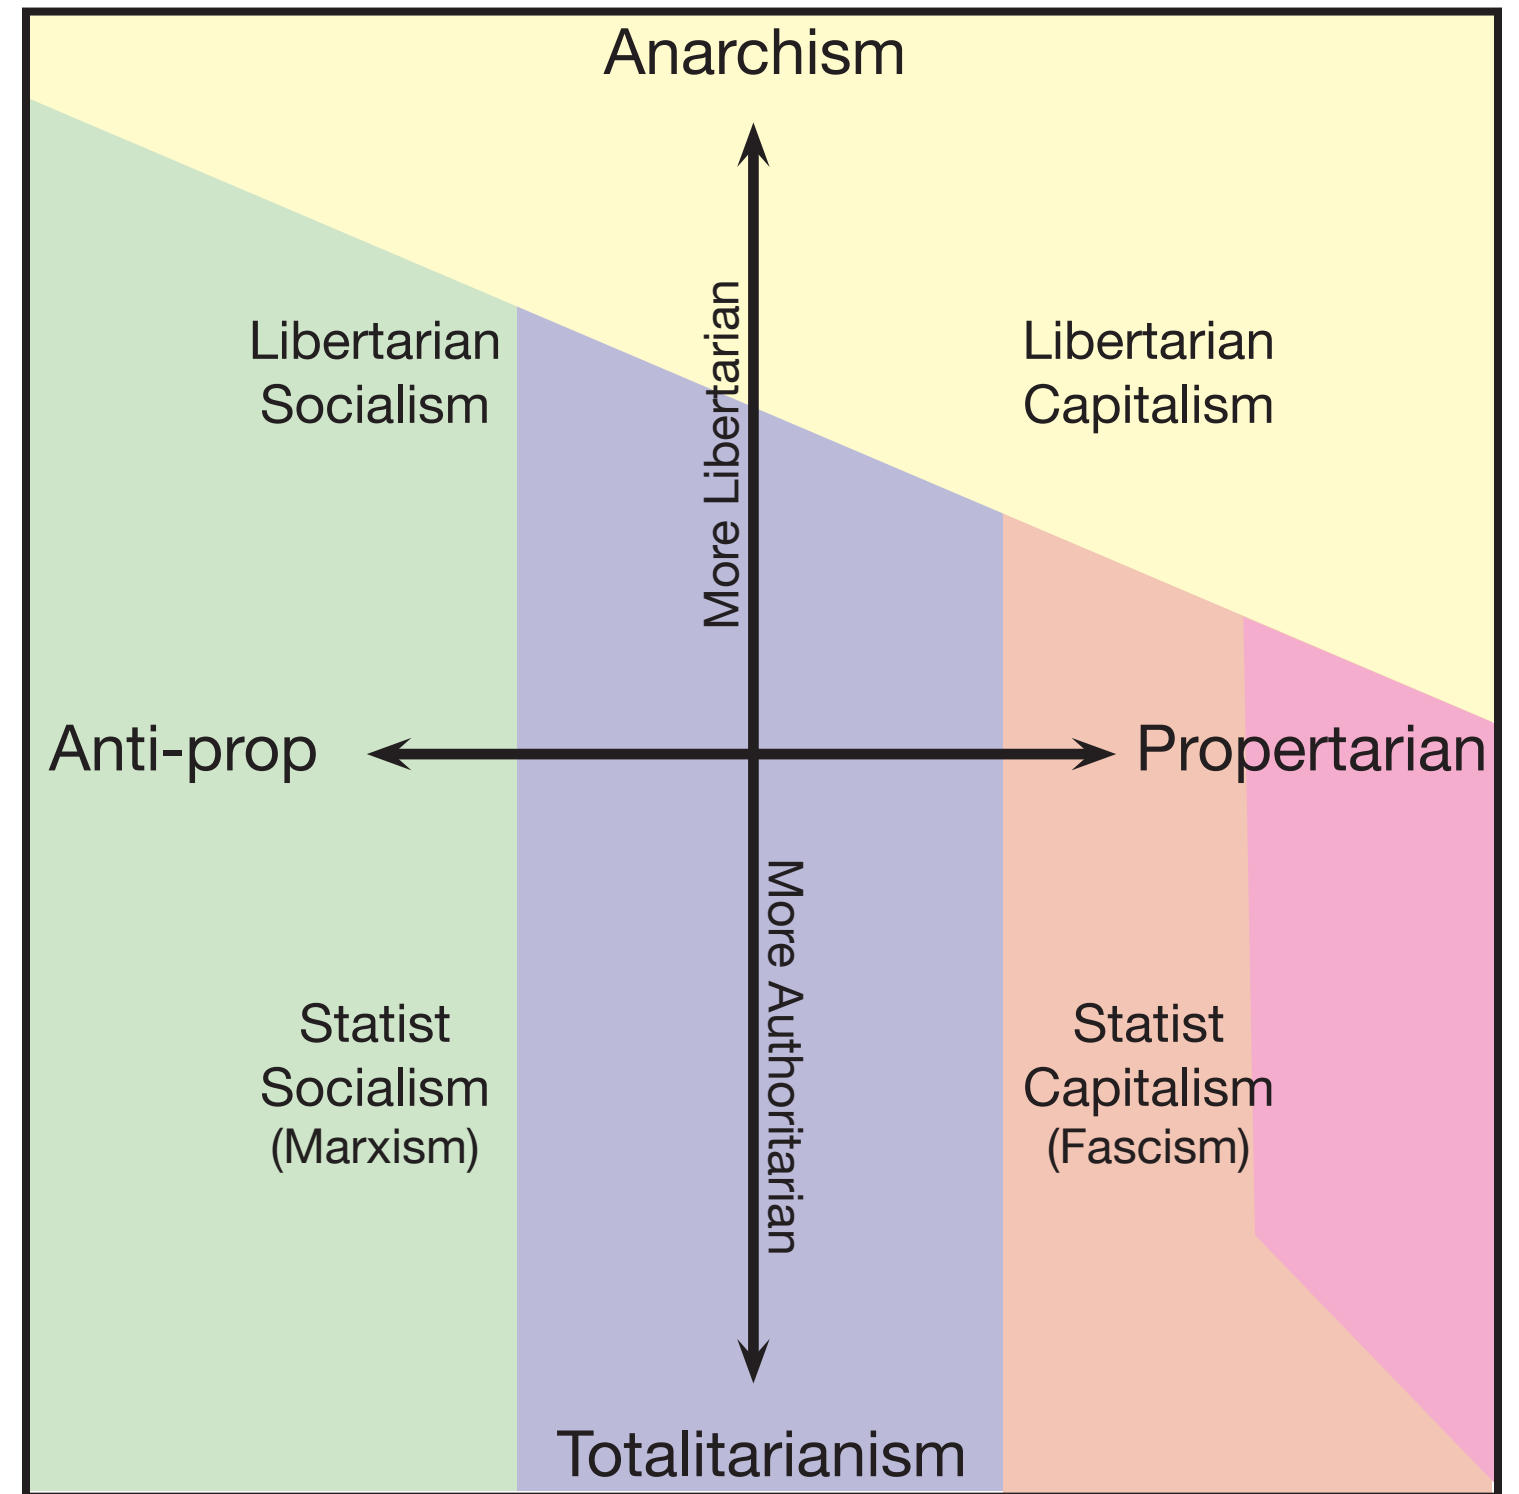 Anarchism
More Libertarian
Libertarian
Socialism
Libertarian
Capitalism
Anti-prop
Propertarian
More Authoritarian
Statist
Socialism
(Marxism)
Statist
Capitalism
(Fascism)
Totalitarianism